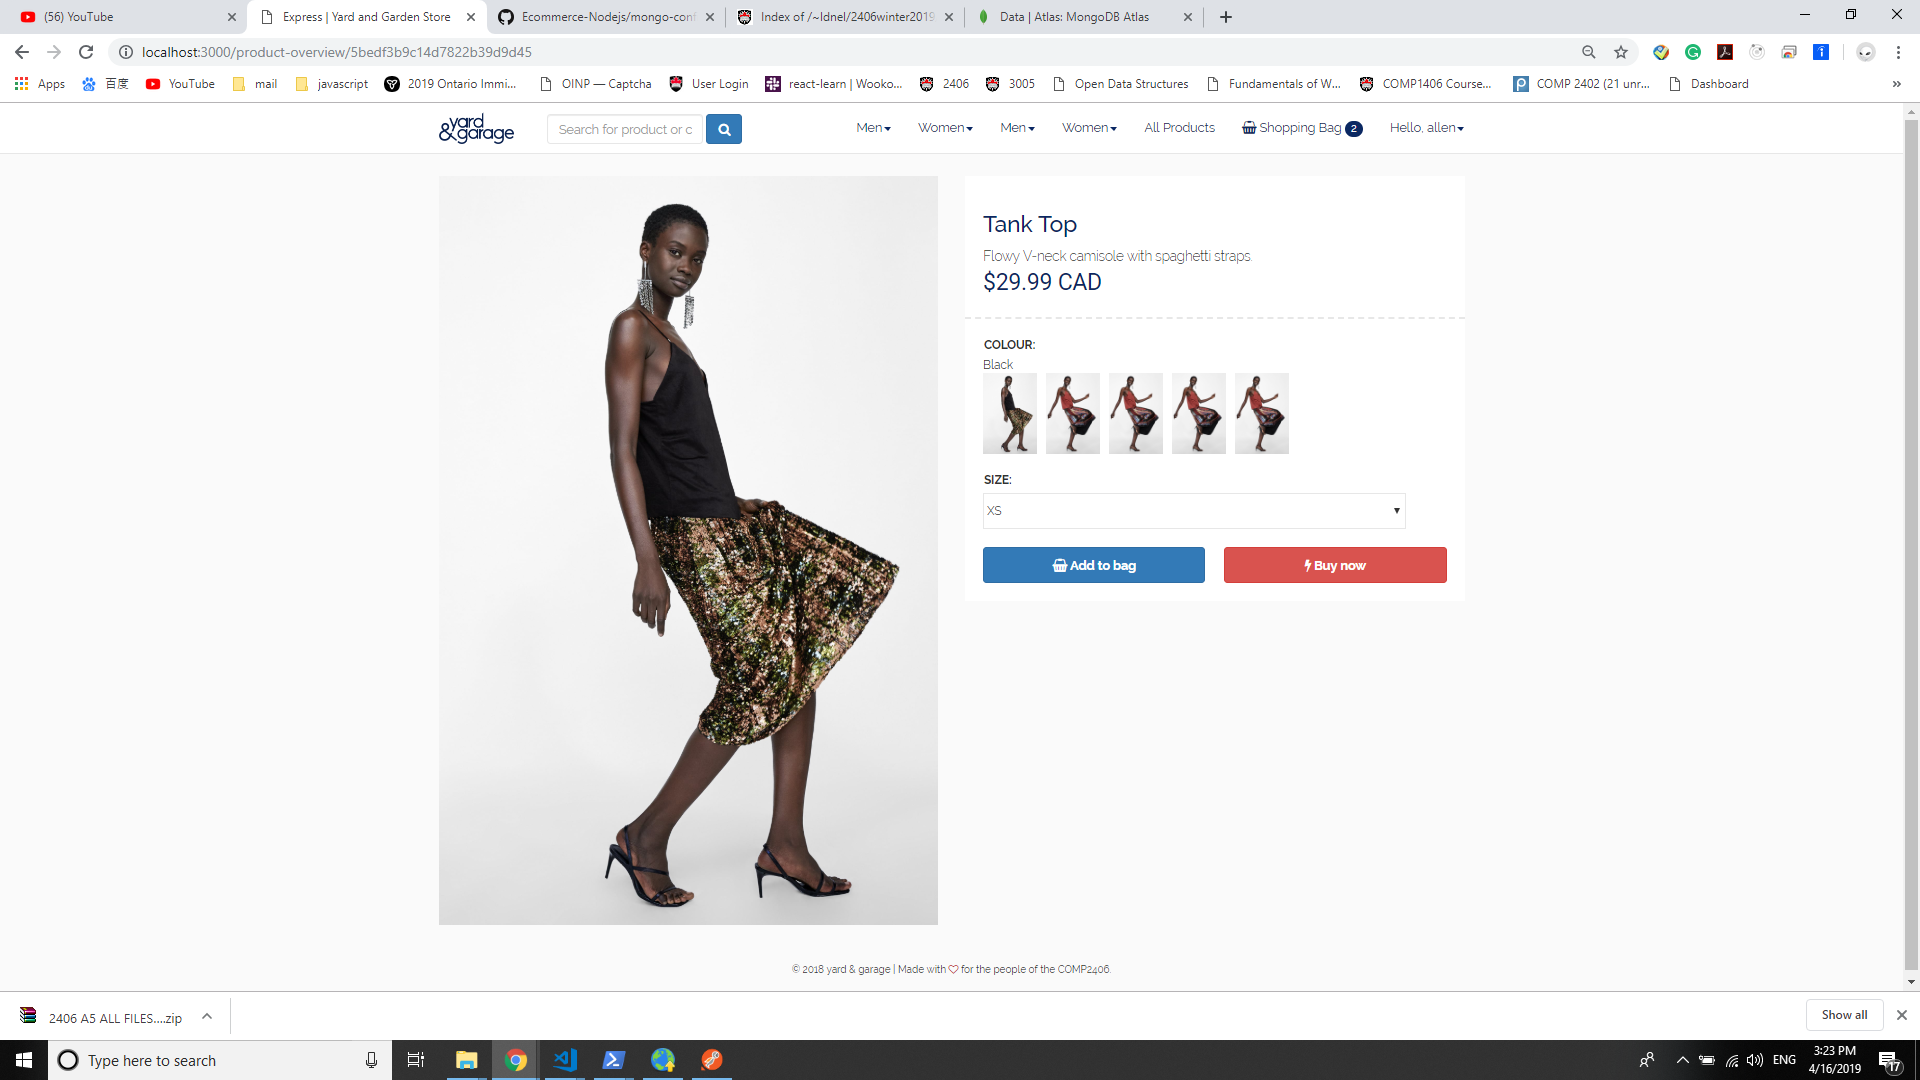 (56) YouTube
Express | Yard and Garden Store
Ecommerce-Nodejs/mongo-conf
Index of /~ldnel/2406winter2019
Data | Atlas: MongoDB Atlas
localhost:3000/product-overview/5bedf3b9c14d7822b39d9d45
Apps
百度
YouTube
mail
javascript
2019 Ontario Immi...
OINP — Captcha
User Login
react-learn | Wooko...
2406
3005
Open Data Structures
Fundamentals of W...
COMP1406 Course...
COMP 2402 (21 unr...
Dashboard
»
yard
&garage
Search for product or c
Men
Women
Men
Women
All Products
Shopping Bag 2
Hello, allen
Tank Top
Flowy V-neck camisole with spaghetti straps.
$29.99 CAD
COLOUR:
Black
SIZE:
XS
Add to bag
Buy now
© 2018 yard & garage | Made with ♡ for the people of the COMP2406.
2406 A5 ALL FILES....zip
Show all
Type here to search
ENG
3:23 PM
4/16/2019
17